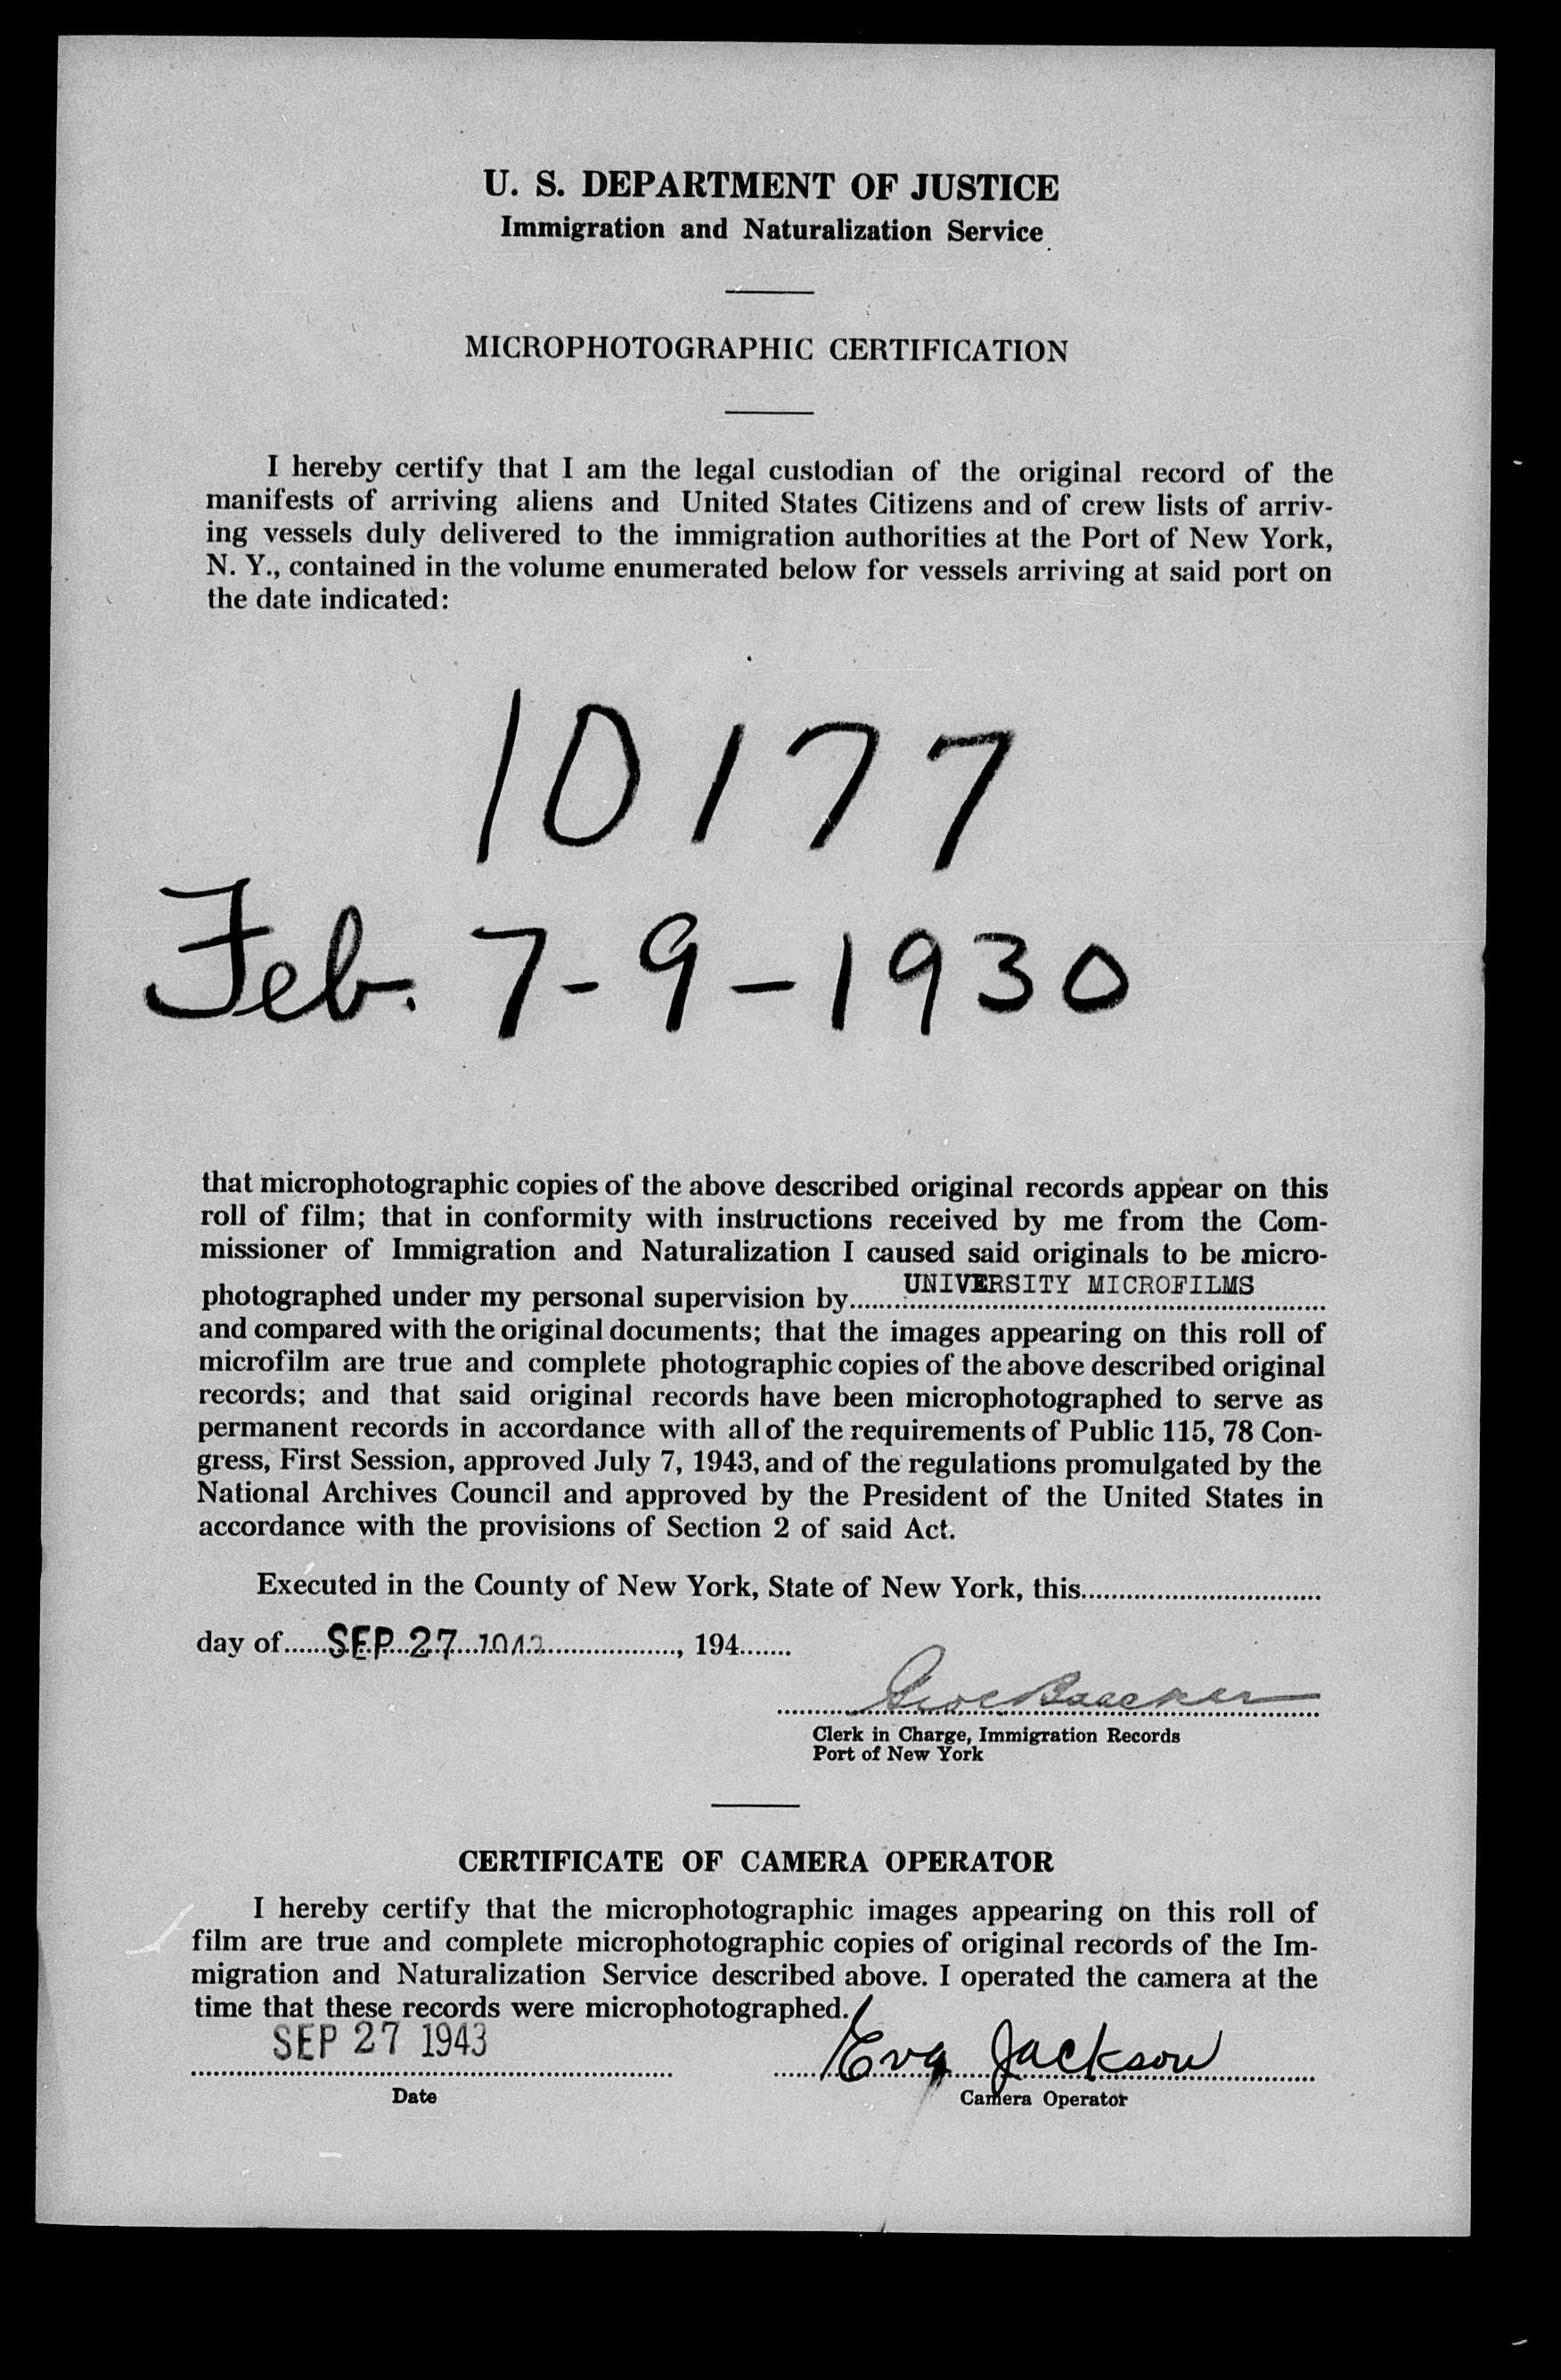 U. S. DEPARTMENT OF JUSTICE
Immigration and Naturalization Service
MICROPHOTOGRAPHIC CERTIFICATION
I hereby certify that I am the legal custodian of the original record of the
manifests of arriving aliens and United States Citizens and of crew lists of arriv-
ing vessels duly delivered to the immigration authorities at the Port of New York,
N. Y., contained in the volume enumerated below for vessels arriving at said port on
the date indicated:
10177
Feb. 7-9-1930
that microphotographic copies of the above described original records appear on this
roll of film; that in conformity with instructions received by me from the Com-
missioner of Immigration and Naturalization I caused said originals to be micro-
photographed under my personal supervision by UNIVERSITY MICROFILMS
and compared with the original documents; that the images appearing on this roll of
microfilm are true and complete photographic copies of the above described original
records; and that said original records have been microphotographed to serve as
permanent records in accordance with all of the requirements of Public 115, 78 Con-
gress, First Session, approved July 7, 1943, and of the regulations promulgated by the
National Archives Council and approved by the President of the United States in
accordance with the provisions of Section 2 of said Act.
Executed in the County of New York, State of New York, this
day of SEP 27 1943, 194
Clerk in Charge, Immigration Records
Port of New York
CERTIFICATE OF CAMERA OPERATOR
I hereby certify that the microphotographic images appearing on this roll of
film are true and complete microphotographic copies of original records of the Im-
migration and Naturalization Service described above. I operated the camera at the
time that these records were microphotographed.
SEP 27 1943 Eva Jackson
Date Camera Operator